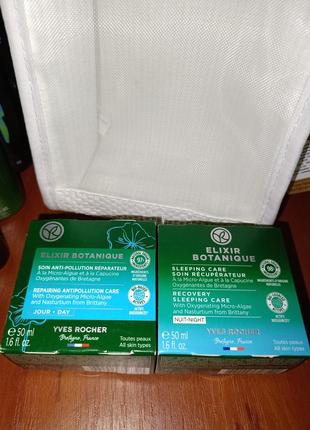 ELIXIR BOTANIQUE
SOIN ANTI-POLLUTION RÉPARATEUR
À la Micro-Algue et à la Capucine
Oxygénantes de Bretagne
REPAIRING ANTIPOLLUTION CARE
With Oxygenating Micro-Algae
and Nasturtium from Brittany
JOUR • DAY
50 ml
1.6 fl. oz.
YVES ROCHER
Bretagne, France
Toutes peaux
All skin types
ELIXIR
BOTANIQUE
SLEEPING CARE
SOIN RÉCUPÉRATEUR
À la Micro-Algue et à la Capucine
Oxygénantes de Bretagne
RECOVERY
SLEEPING CARE
With Oxygenating Micro-Algae
and Nasturtium from Brittany
NUIT•NIGHT
50 ml
1.6 fl. oz.
YVES ROCHER
Bretagne, France
Toutes peaux
All skin types